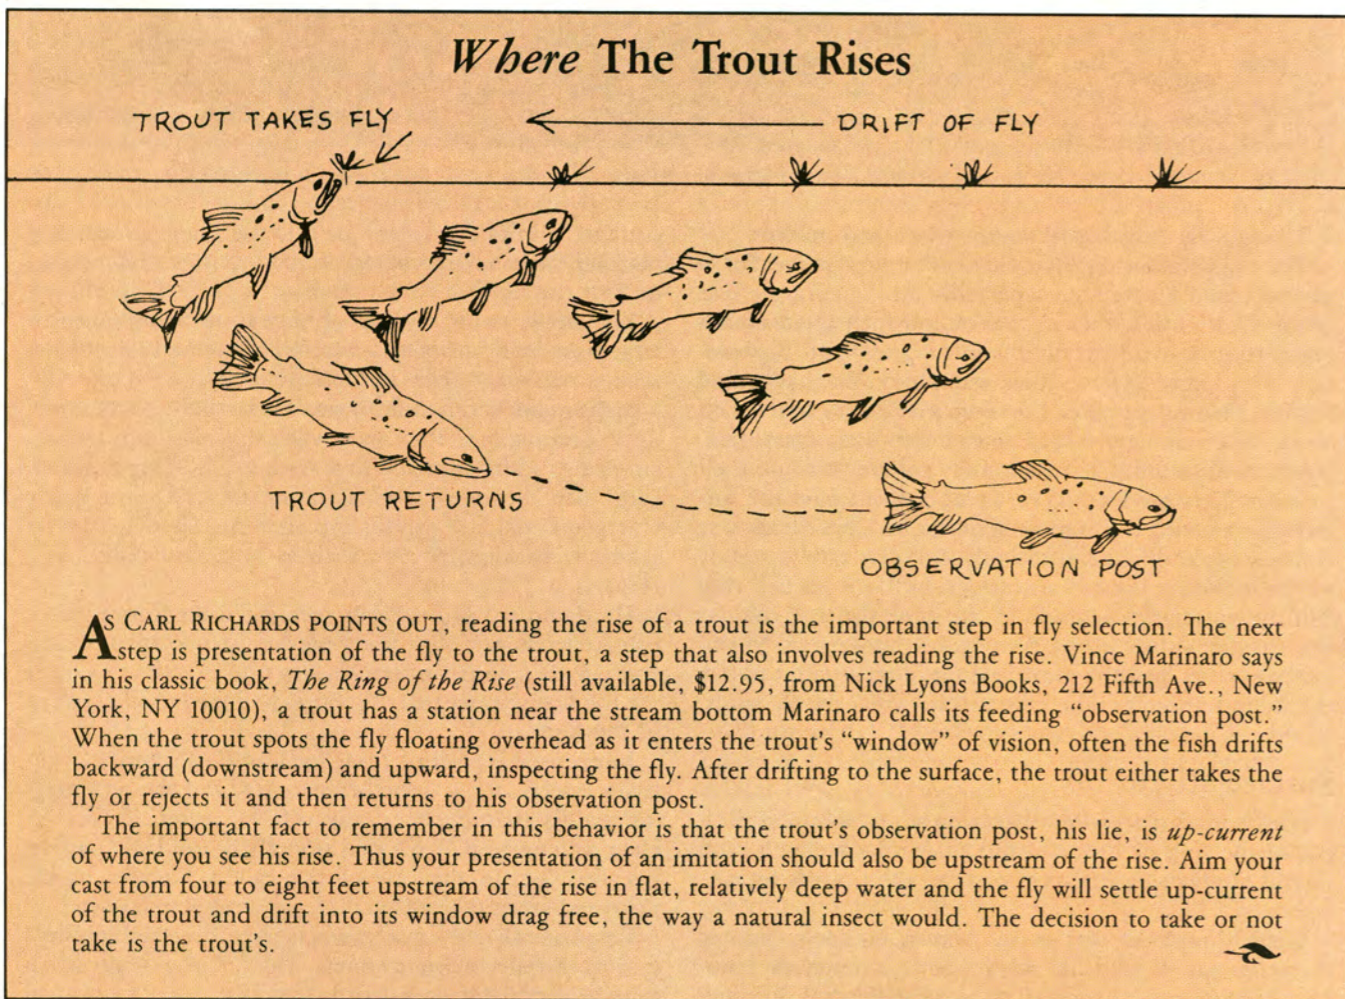 Where The Trout Rises
TROUT TAKES FLY
DRIFT OF FLY
TROUT RETURNS
OBSERVATION POST
AS CARL RICHARDS POINTS OUT, reading the rise of a trout is the important step in fly selection. The next
step is presentation of the fly to the trout, a step that also involves reading the rise. Vince Marinaro says
in his classic book, The Ring of the Rise (still available, $12.95, from Nick Lyons Books, 212 Fifth Ave., New
York, NY 10010), a trout has a station near the stream bottom Marinaro calls its feeding “observation post.”
When the trout spots the fly floating overhead as it enters the trout’s “window” of vision, often the fish drifts
backward (downstream) and upward, inspecting the fly. After drifting to the surface, the trout either takes the
fly or rejects it and then returns to his observation post.
The important fact to remember in this behavior is that the trout’s observation post, his lie, is up-current
of where you see his rise. Thus your presentation of an imitation should also be upstream of the rise. Aim your
cast from four to eight feet upstream of the rise in flat, relatively deep water and the fly will settle up-current
of the trout and drift into its window drag free, the way a natural insect would. The decision to take or not
take is the trout’s.